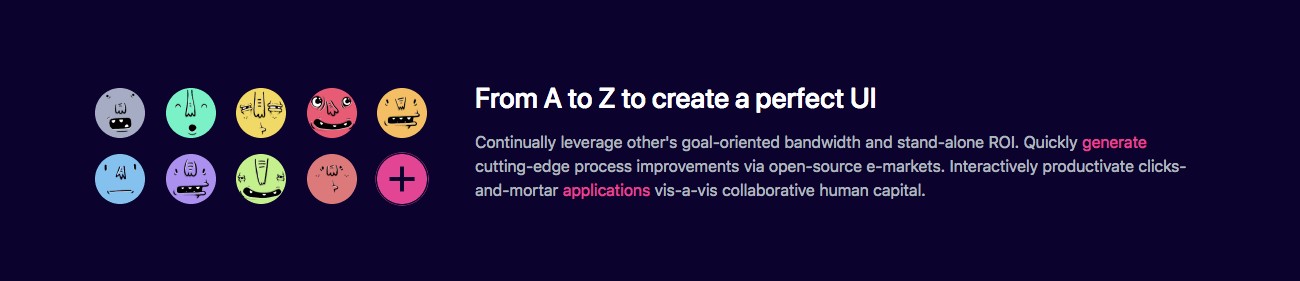 From A to Z to create a perfect UI
Continually leverage other's goal-oriented bandwidth and stand-alone ROI. Quickly generate
cutting-edge process improvements via open-source e-markets. Interactively productivate clicks-
and-mortar applications vis-a-vis collaborative human capital.